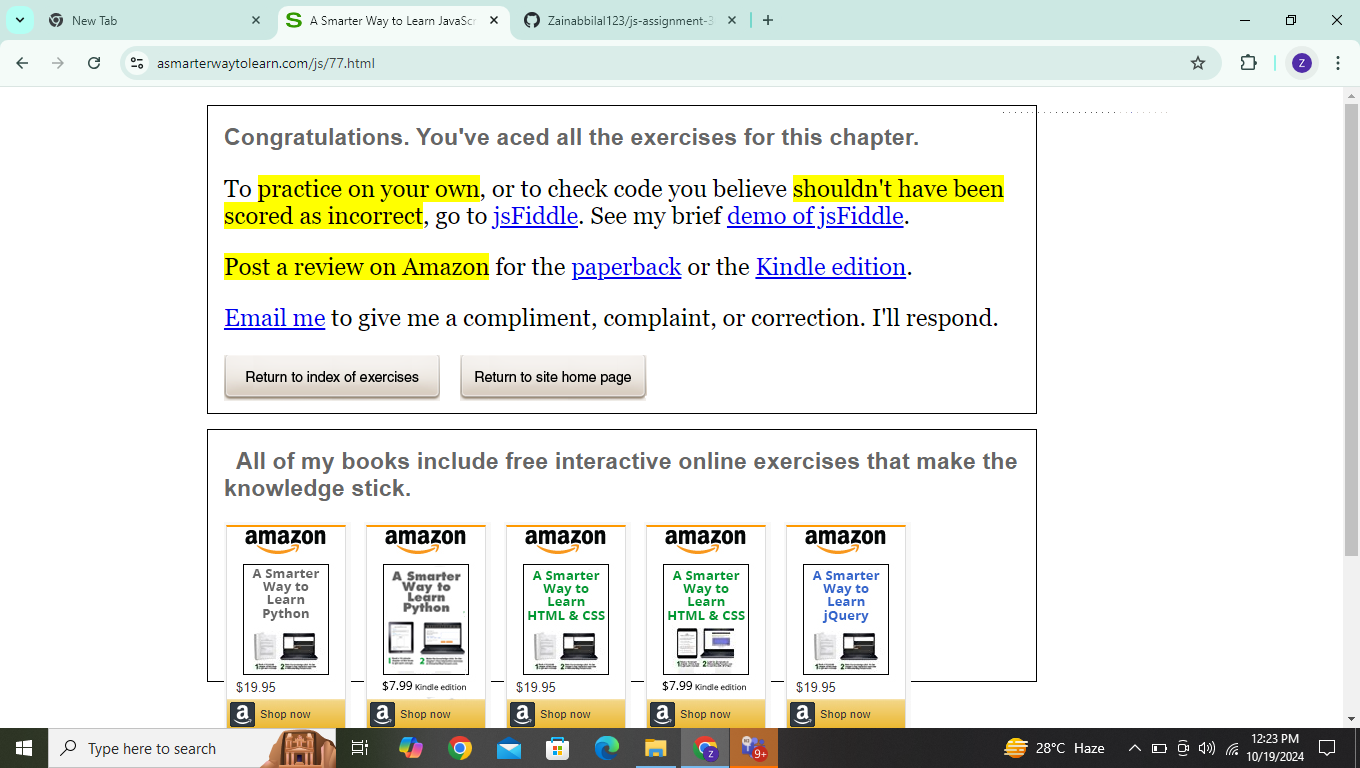 New Tab
A Smarter Way to Learn JavaScr
Zainabbilal123/js-assignment-3
asmarterwaytolearn.com/js/77.html
Z
Congratulations. You've aced all the exercises for this chapter.
To practice on your own, or to check code you believe shouldn't have been
scored as incorrect, go to jsFiddle. See my brief demo of jsFiddle.
Post a review on Amazon for the paperback or the Kindle edition.
Email me to give me a compliment, complaint, or correction. I'll respond.
Return to index of exercises
Return to site home page
All of my books include free interactive online exercises that make the
knowledge stick.
amazon
A Smarter
Way to
Learn
Python
$19.95
Shop now
amazon
A Smarter
Way to
Learn
Python
$7.99 Kindle edition
Shop now
amazon
A Smarter
Way to
Learn
HTML & CSS
$19.95
Shop now
amazon
A Smarter
Way to
Learn
HTML & CSS
$7.99 Kindle edition
Shop now
amazon
A Smarter
Way to
Learn
jQuery
$19.95
Shop now
Type here to search
Z
9+
28°C Haze
12:23 PM
10/19/2024